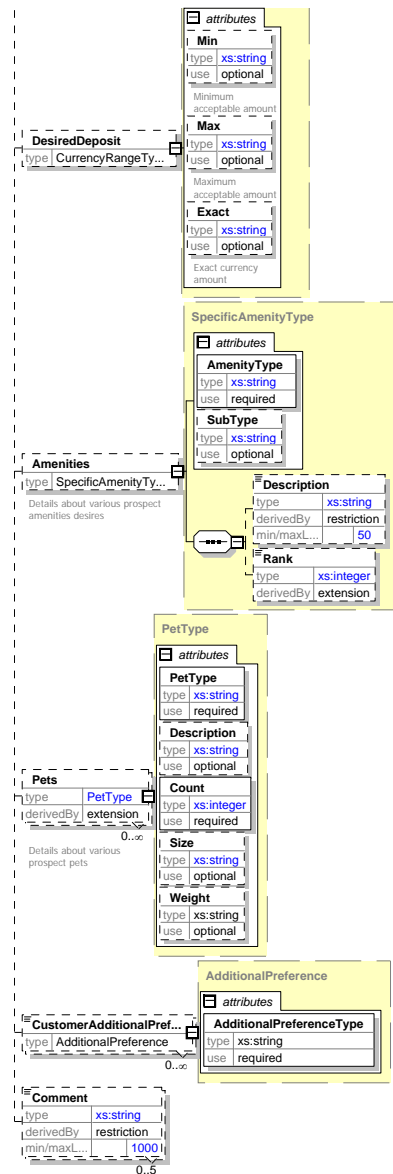 attributes
Min
type xs:string
use optional
Minimum
acceptable amount
Max
type xs:string
use optional
Maximum
acceptable amount
Exact
type xs:string
use optional
Exact currency
amount
DesiredDeposit
type CurrencyRangeTy...
SpecificAmenityType
attributes
AmenityType
type xs:string
use required
SubType
type xs:string
use optional
Amenities
type SpecificAmenityTy...
Details about various prospect
amenities desires
Description
type xs:string
derivedBy restriction
min/maxL... 50
Rank
type xs:integer
derivedBy extension
PetType
attributes
PetType
type xs:string
use required
Description
type xs:string
use optional
Count
type xs:integer
use required
Size
type xs:string
use optional
Weight
type xs:string
use optional
Pets
type PetType
derivedBy extension
0..∞
Details about various
prospect pets
AdditionalPreference
attributes
AdditionalPreferenceType
type xs:string
use required
CustomerAdditionalPref...
type AdditionalPreference
0..∞
Comment
type xs:string
derivedBy restriction
min/maxL... 1000
0..5